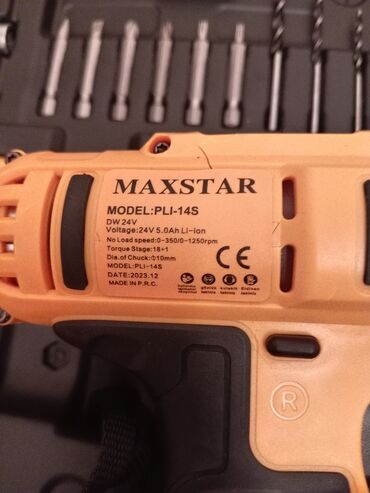 MAXSTAR
MODEL:PLI-14S
DW 24V
Voltage:24V 5.0Ah Li-ion
No Load speed:0-350/0-1250rpm
Torque Stage:18+1
Dia.of Chuck:Φ10mm
MODEL:PLI-14S
DATE:2023.12
MADE IN P.R.C.
CE
R